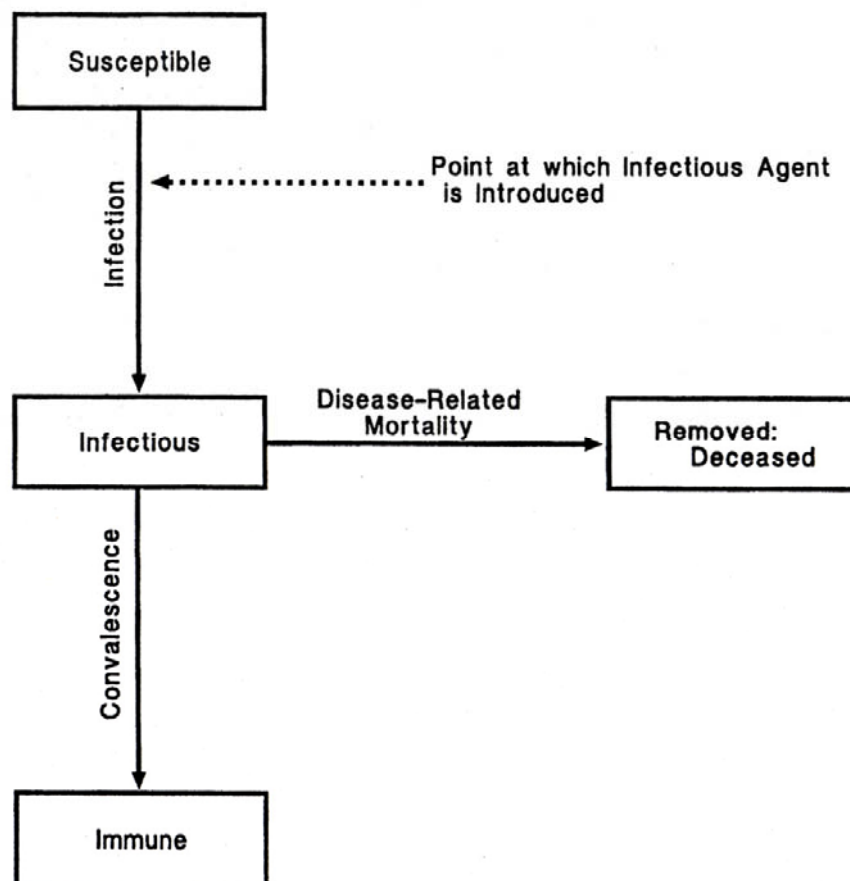 Susceptible
Point at which Infectious Agent
is Introduced
Infection
Disease-Related
Mortality
Infectious
Removed:
Deceased
Convalescence
Immune